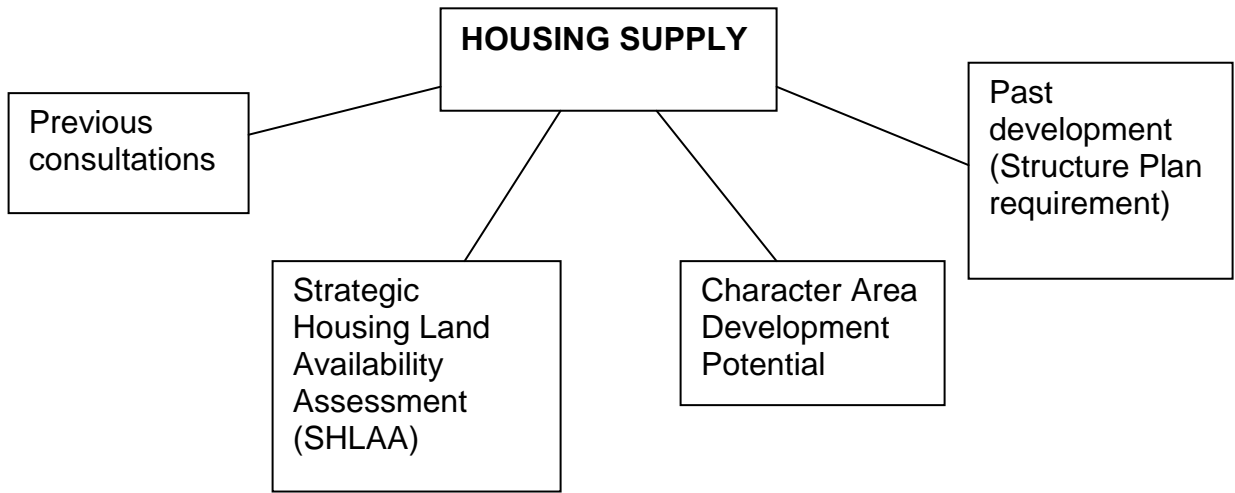 HOUSING SUPPLY
Previous
consultations
Strategic
Housing Land
Availability
Assessment
(SHLAA)
Character Area
Development
Potential
Past
development
(Structure Plan
requirement)